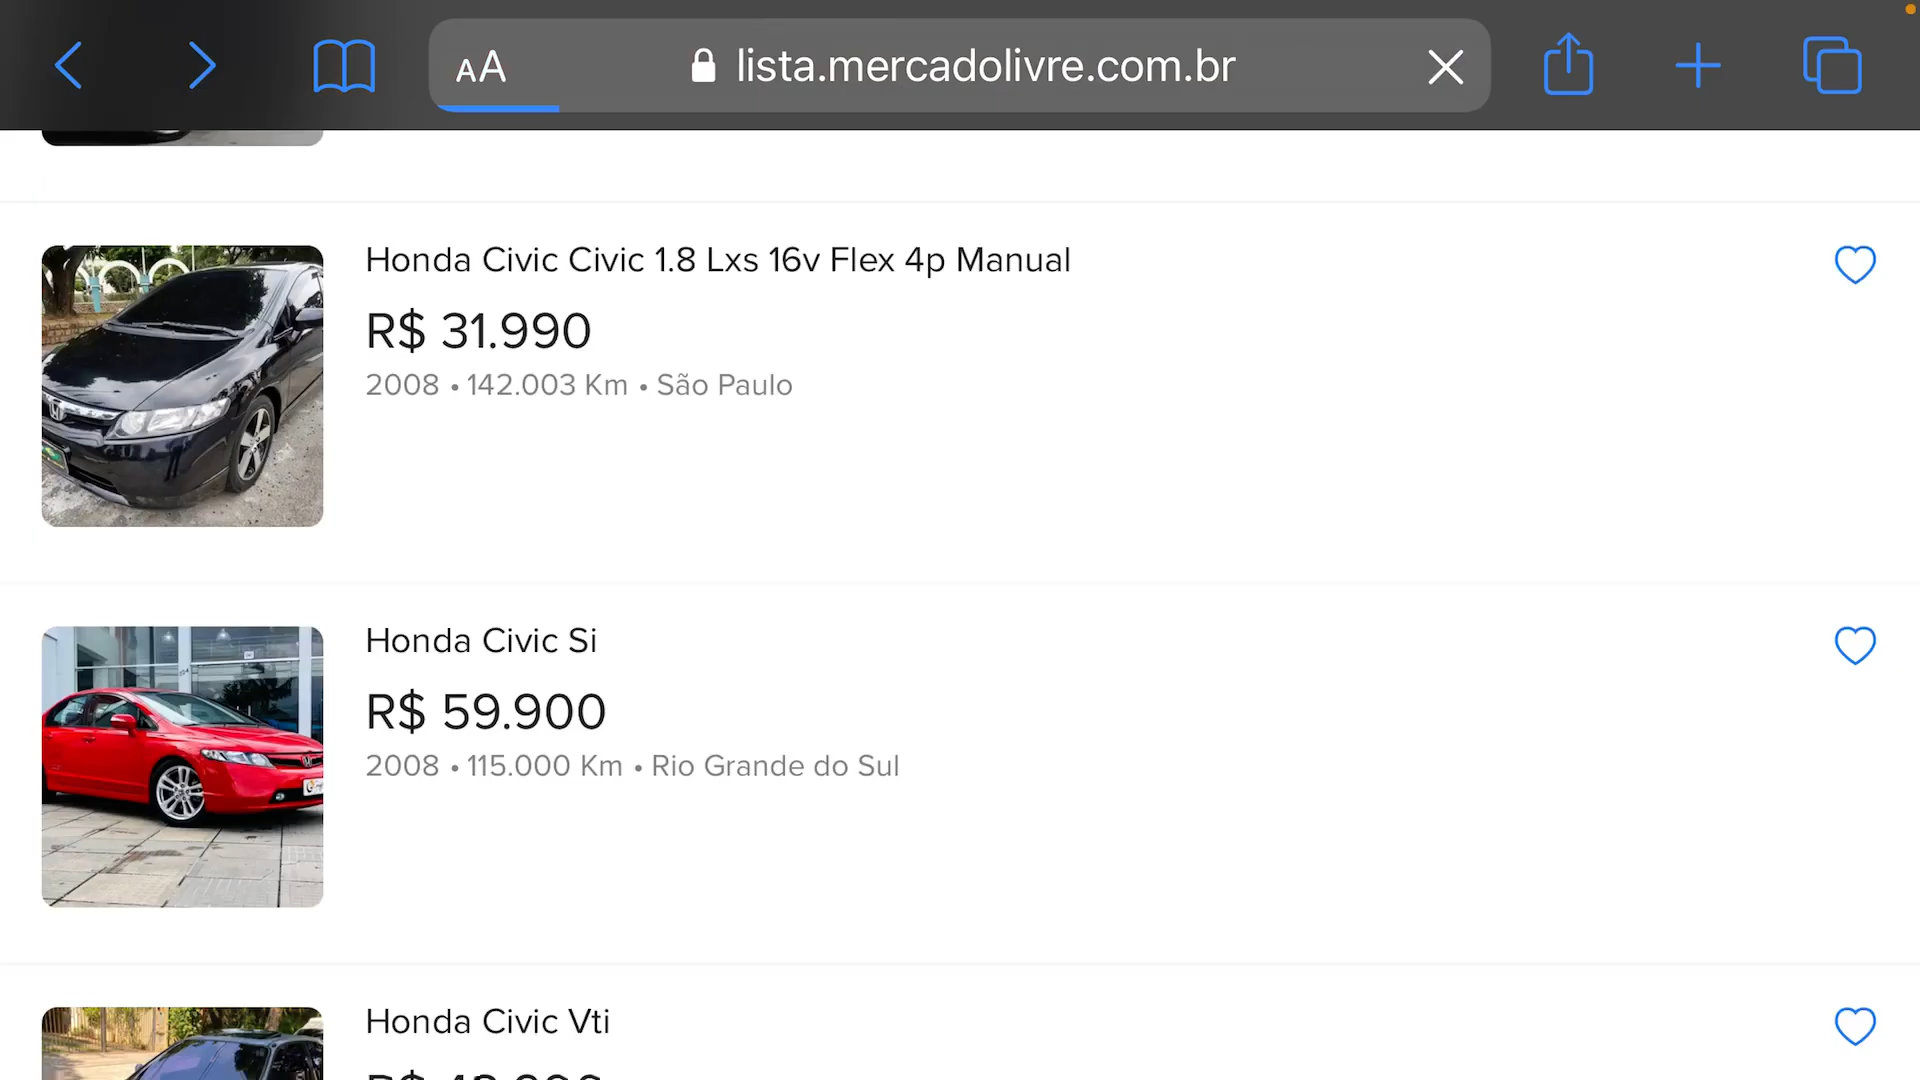 AA
lista.mercadolivre.com.br
Honda Civic Civic 1.8 Lxs 16v Flex 4p Manual
R$ 31.990
2008 • 142.003 Km • São Paulo
Honda Civic Si
R$ 59.900
2008 • 115.000 Km • Rio Grande do Sul
Honda Civic Vti